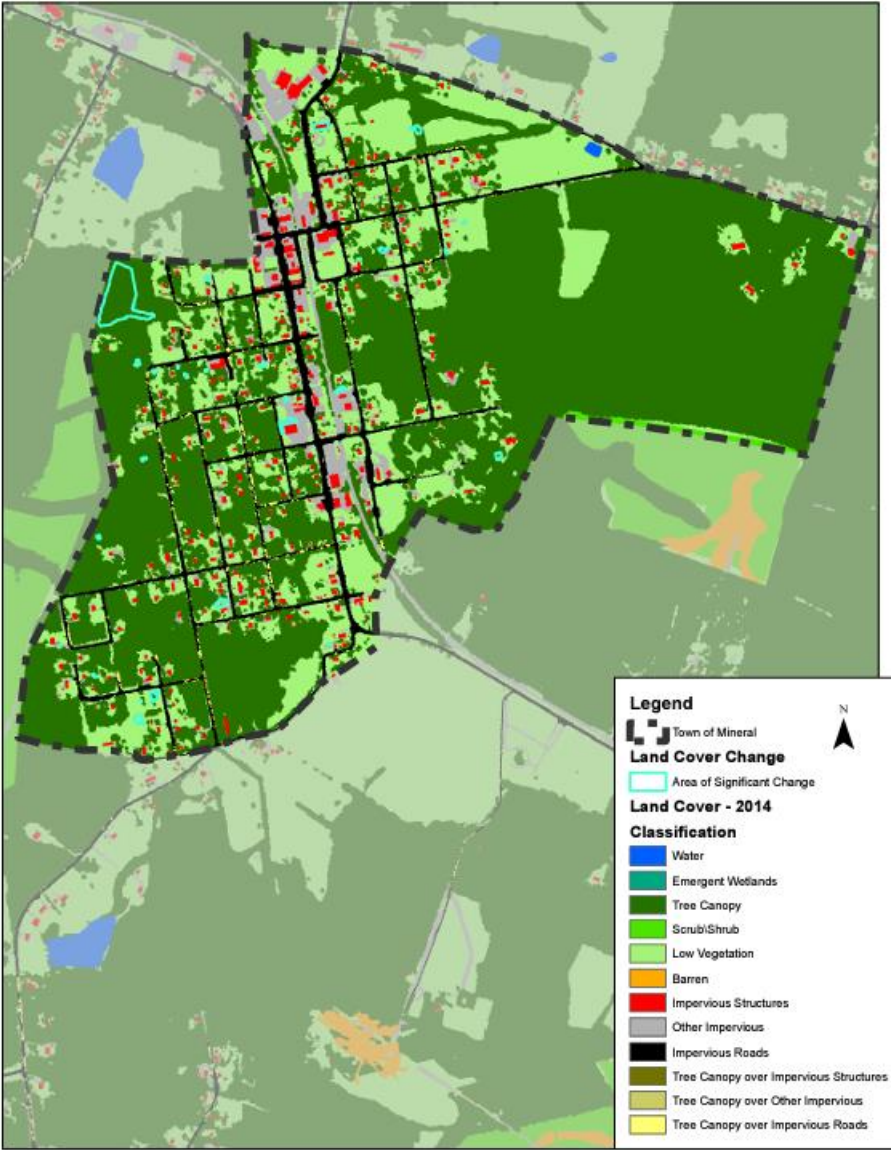 Legend
N
Town of Mineral
Land Cover Change
Area of Significant Change
Land Cover - 2014
Classification
Water
Emergent Wetlands
Tree Canopy
Scrub\Shrub
Low Vegetation
Barren
Impervious Structures
Other Impervious
Impervious Roads
Tree Canopy over Impervious Structures
Tree Canopy over Other Impervious
Tree Canopy over Impervious Roads